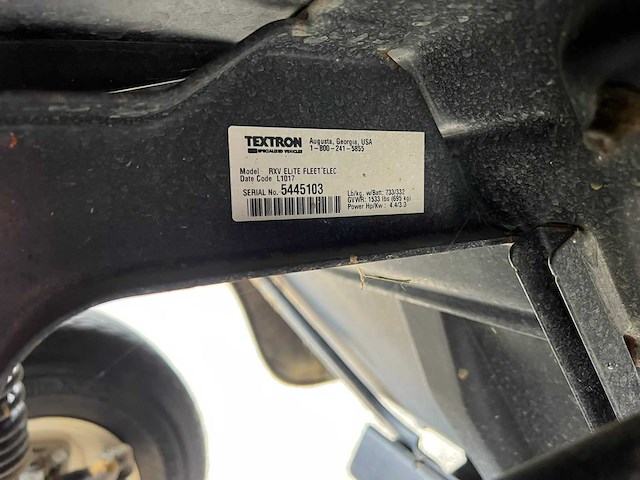 TEXTRON
SPECIALIZED VEHICLES
Augusta, Georgia, USA
1-800-241-5855
Model RXV ELITE FLEET ELEC
Date Code L1017
SERIAL No. 5445103
Lb/kg. w/Batt: 733/332
GVWR: 1533 lbs (695 kg)
Power Hp/Kw : 4.4/3.3